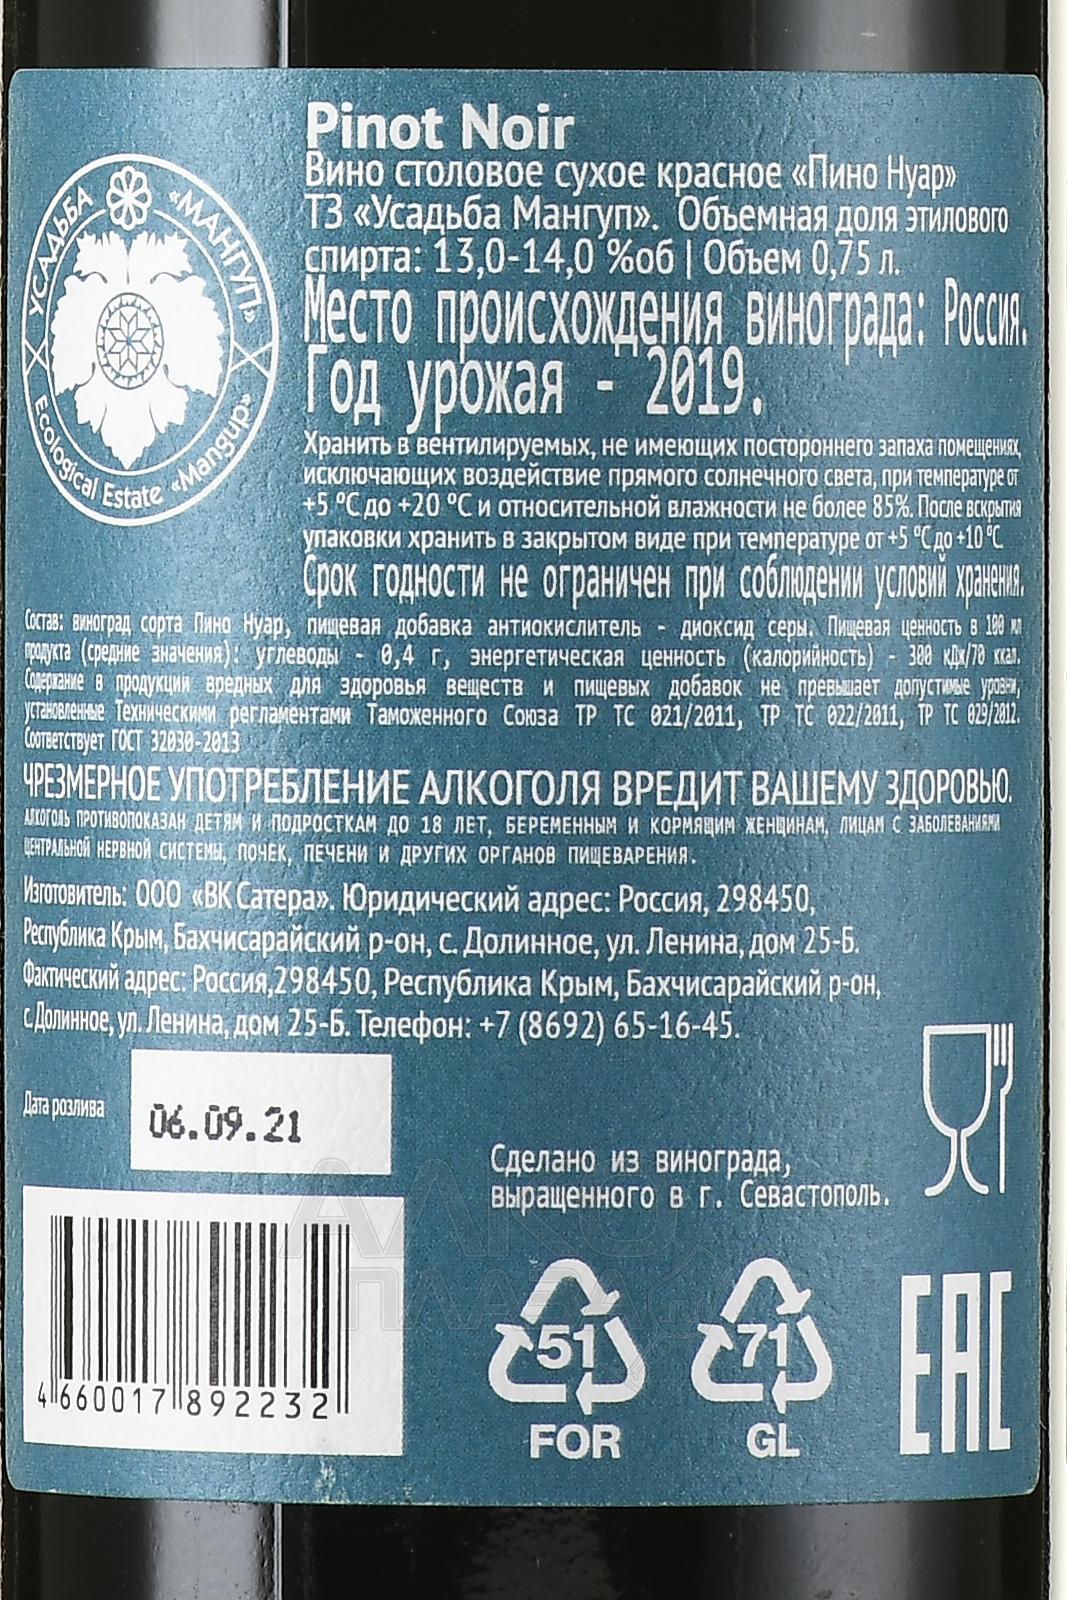 Pinot Noir
Вино столовое сухое красное «Пино Нуар»
ТЗ «Усадьба Мангуп». Объемная доля этилового
спирта: 13,0-14,0 %об | Объем 0,75 л.
Место происхождения винограда: Россия.
Год урожая - 2019.
УСАДЬБА «МАНГУП»
Ecological Estate «Mangup»
Хранить в вентилируемых, не имеющих постороннего запаха помещениях,
исключающих воздействие прямого солнечного света, при температуре от
+5 °С до +20 °С и относительной влажности не более 85%. После вскрытия
упаковки хранить в закрытом виде при температуре от +5 °С до +10 °С
Срок годности не ограничен при соблюдении условий хранения.
Состав: виноград сорта Пино Нуар, пищевая добавка антиокислитель - диоксид серы. Пищевая ценность в 100 мл
продукта (средние значения): углеводы - 0,4 г, энергетическая ценность (калорийность) - 300 кДж/70 ккал.
Содержание в продукции вредных для здоровья веществ и пищевых добавок не превышает допустимые уровни,
установленные Техническими регламентами Таможенного Союза ТР ТС 021/2011, ТР ТС 022/2011, ТР ТС 029/2012.
Соответствует ГОСТ 32030-2013
ЧРЕЗМЕРНОЕ УПОТРЕБЛЕНИЕ АЛКОГОЛЯ ВРЕДИТ ВАШЕМУ ЗДОРОВЬЮ.
АЛКОГОЛЬ ПРОТИВОПОКАЗАН ДЕТЯМ И ПОДРОСТКАМ ДО 18 ЛЕТ, БЕРЕМЕННЫМ И КОРМЯЩИМ ЖЕНЩИНАМ, ЛИЦАМ С ЗАБОЛЕВАНИЯМИ
ЦЕНТРАЛЬНОЙ НЕРВНОЙ СИСТЕМЫ, ПОЧЕК, ПЕЧЕНИ И ДРУГИХ ОРГАНОВ ПИЩЕВАРЕНИЯ.
Изготовитель: ООО «ВК Сатера». Юридический адрес: Россия, 298450,
Республика Крым, Бахчисарайский р-он, с. Долинное, ул. Ленина, дом 25-Б.
Фактический адрес: Россия,298450, Республика Крым, Бахчисарайский р-он,
с.Долинное, ул. Ленина, дом 25-Б. Телефон: +7 (8692) 65-16-45.
Дата розлива
06.09.21
Сделано из винограда,
выращенного в г. Севастополь.
АЛКО
ПЛАЗА
.ru
51
FOR
71
GL
ЕАС
4 660017 892232